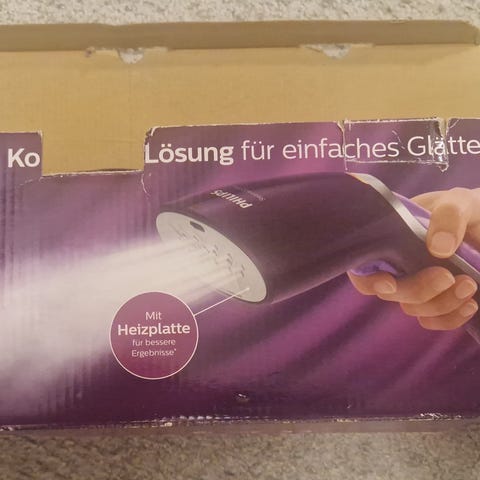 Ko Lösung für einfaches Glätte
PHILIPS
Mit
Heizplatte
für bessere
Ergebnisse*